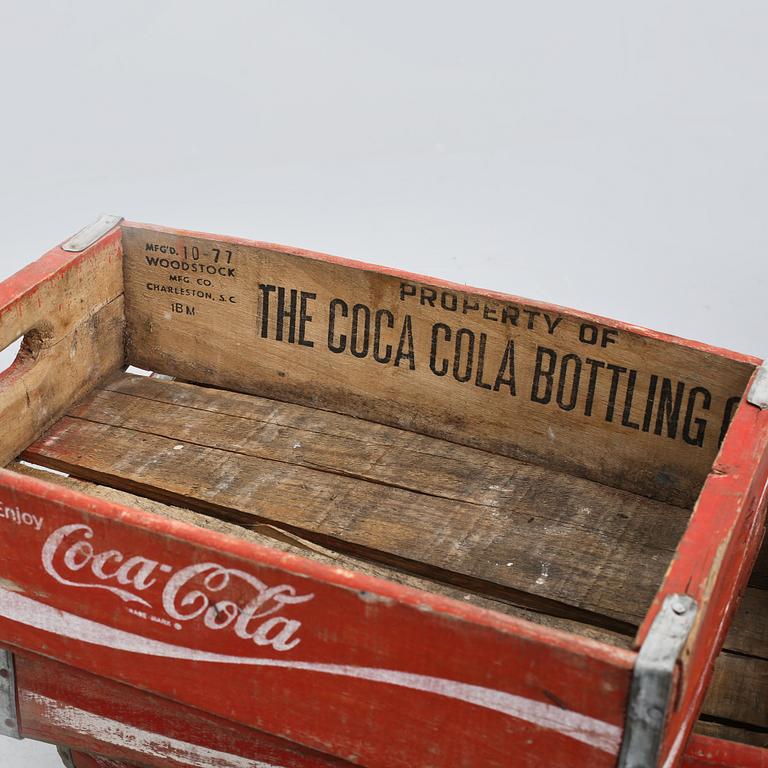 MFG'D. 10-77
WOODSTOCK
MFG. CO.
CHARLESTON, S.C.
1BM
PROPERTY OF
THE COCA COLA BOTTLING
Enjoy
Coca-Cola